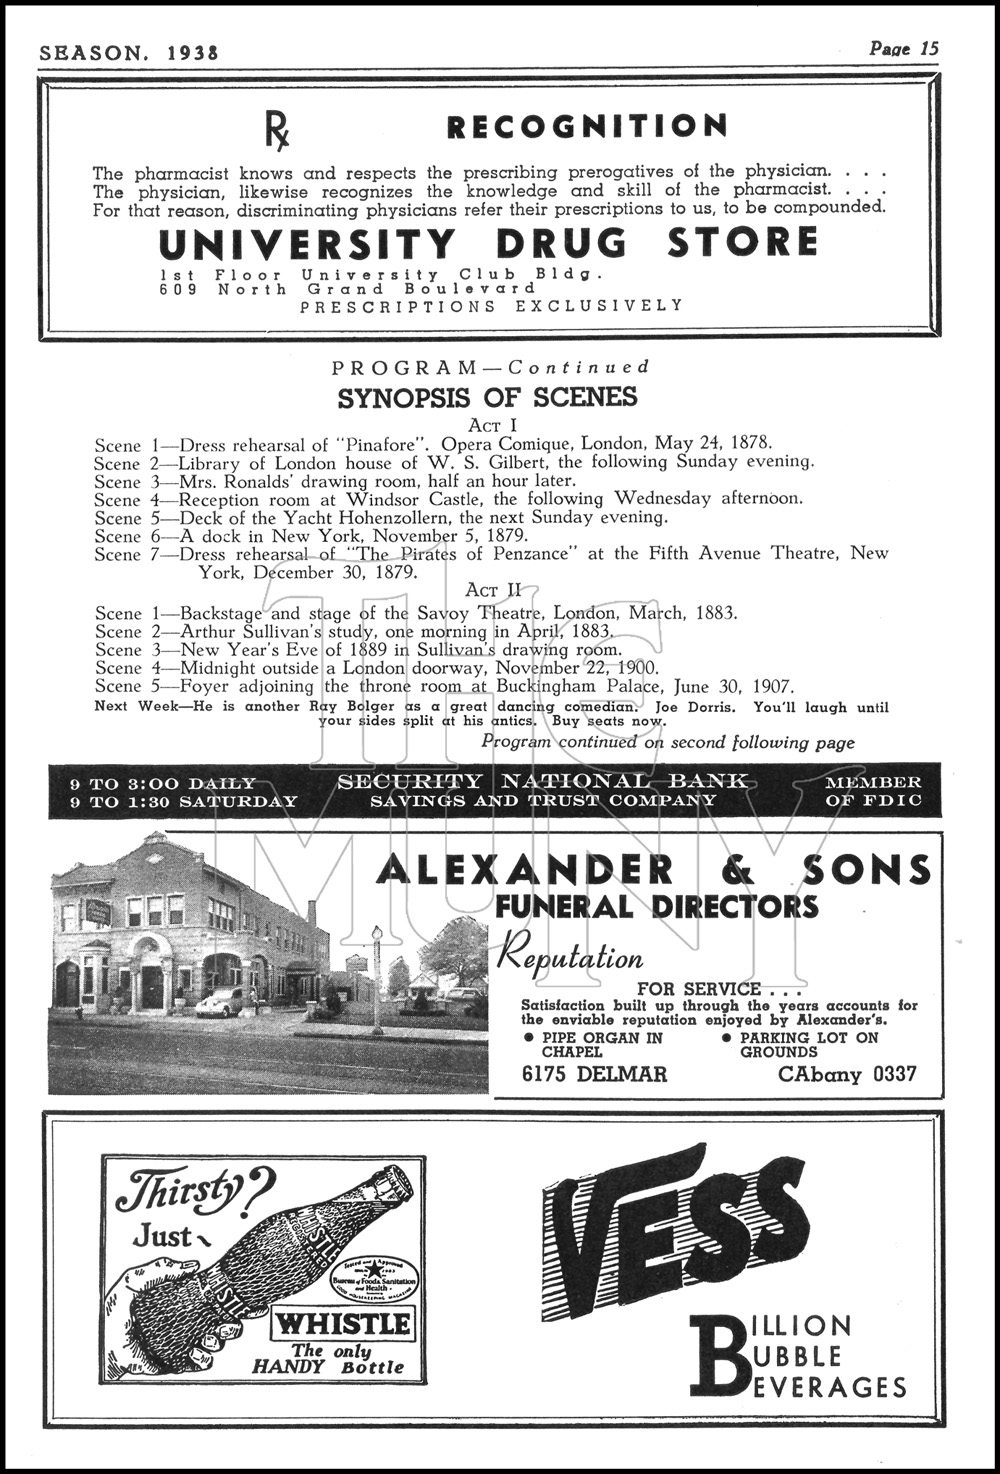 SEASON, 1938
Page 15
℞ RECOGNITION
The pharmacist knows and respects the prescribing prerogatives of the physician. . . .
The physician, likewise recognizes the knowledge and skill of the pharmacist. . . .
For that reason, discriminating physicians refer their prescriptions to us, to be compounded.
UNIVERSITY DRUG STORE
1st Floor University Club Bldg.
609 North Grand Boulevard
PRESCRIPTIONS EXCLUSIVELY
PROGRAM—Continued
SYNOPSIS OF SCENES
ACT I
Scene 1—Dress rehearsal of "Pinafore". Opera Comique, London, May 24, 1878.
Scene 2—Library of London house of W. S. Gilbert, the following Sunday evening.
Scene 3—Mrs. Ronalds' drawing room, half an hour later.
Scene 4—Reception room at Windsor Castle, the following Wednesday afternoon.
Scene 5—Deck of the Yacht Hohenzollern, the next Sunday evening.
Scene 6—A dock in New York, November 5, 1879.
Scene 7—Dress rehearsal of "The Pirates of Penzance" at the Fifth Avenue Theatre, New
York, December 30, 1879.
ACT II
Scene 1—Backstage and stage of the Savoy Theatre, London, March, 1883.
Scene 2—Arthur Sullivan's study, one morning in April, 1883.
Scene 3—New Year's Eve of 1889 in Sullivan's drawing room.
Scene 4—Midnight outside a London doorway, November 22, 1900.
Scene 5—Foyer adjoining the throne room at Buckingham Palace, June 30, 1907.
Next Week—He is another Ray Bolger as a great dancing comedian. Joe Dorris. You'll laugh until
your sides split at his antics. Buy seats now.
Program continued on second following page
THE
MUNY
9 TO 3:00 DAILY
9 TO 1:30 SATURDAY
SECURITY NATIONAL BANK
SAVINGS AND TRUST COMPANY
MEMBER
OF FDIC
ALEXANDER & SONS
FUNERAL DIRECTORS
Reputation
FOR SERVICE . . .
Satisfaction built up through the years accounts for
the enviable reputation enjoyed by Alexander's.
• PIPE ORGAN IN
CHAPEL
• PARKING LOT ON
GROUNDS
6175 DELMAR
CAbany 0337
Thirsty?
Just
WHISTLE
Tested and Approved
Bureau of Foods Sanitation
and Health
GOOD HOUSEKEEPING MAGAZINE
WHISTLE
The only
HANDY Bottle
VESS
BILLION
BUBBLE
BEVERAGES